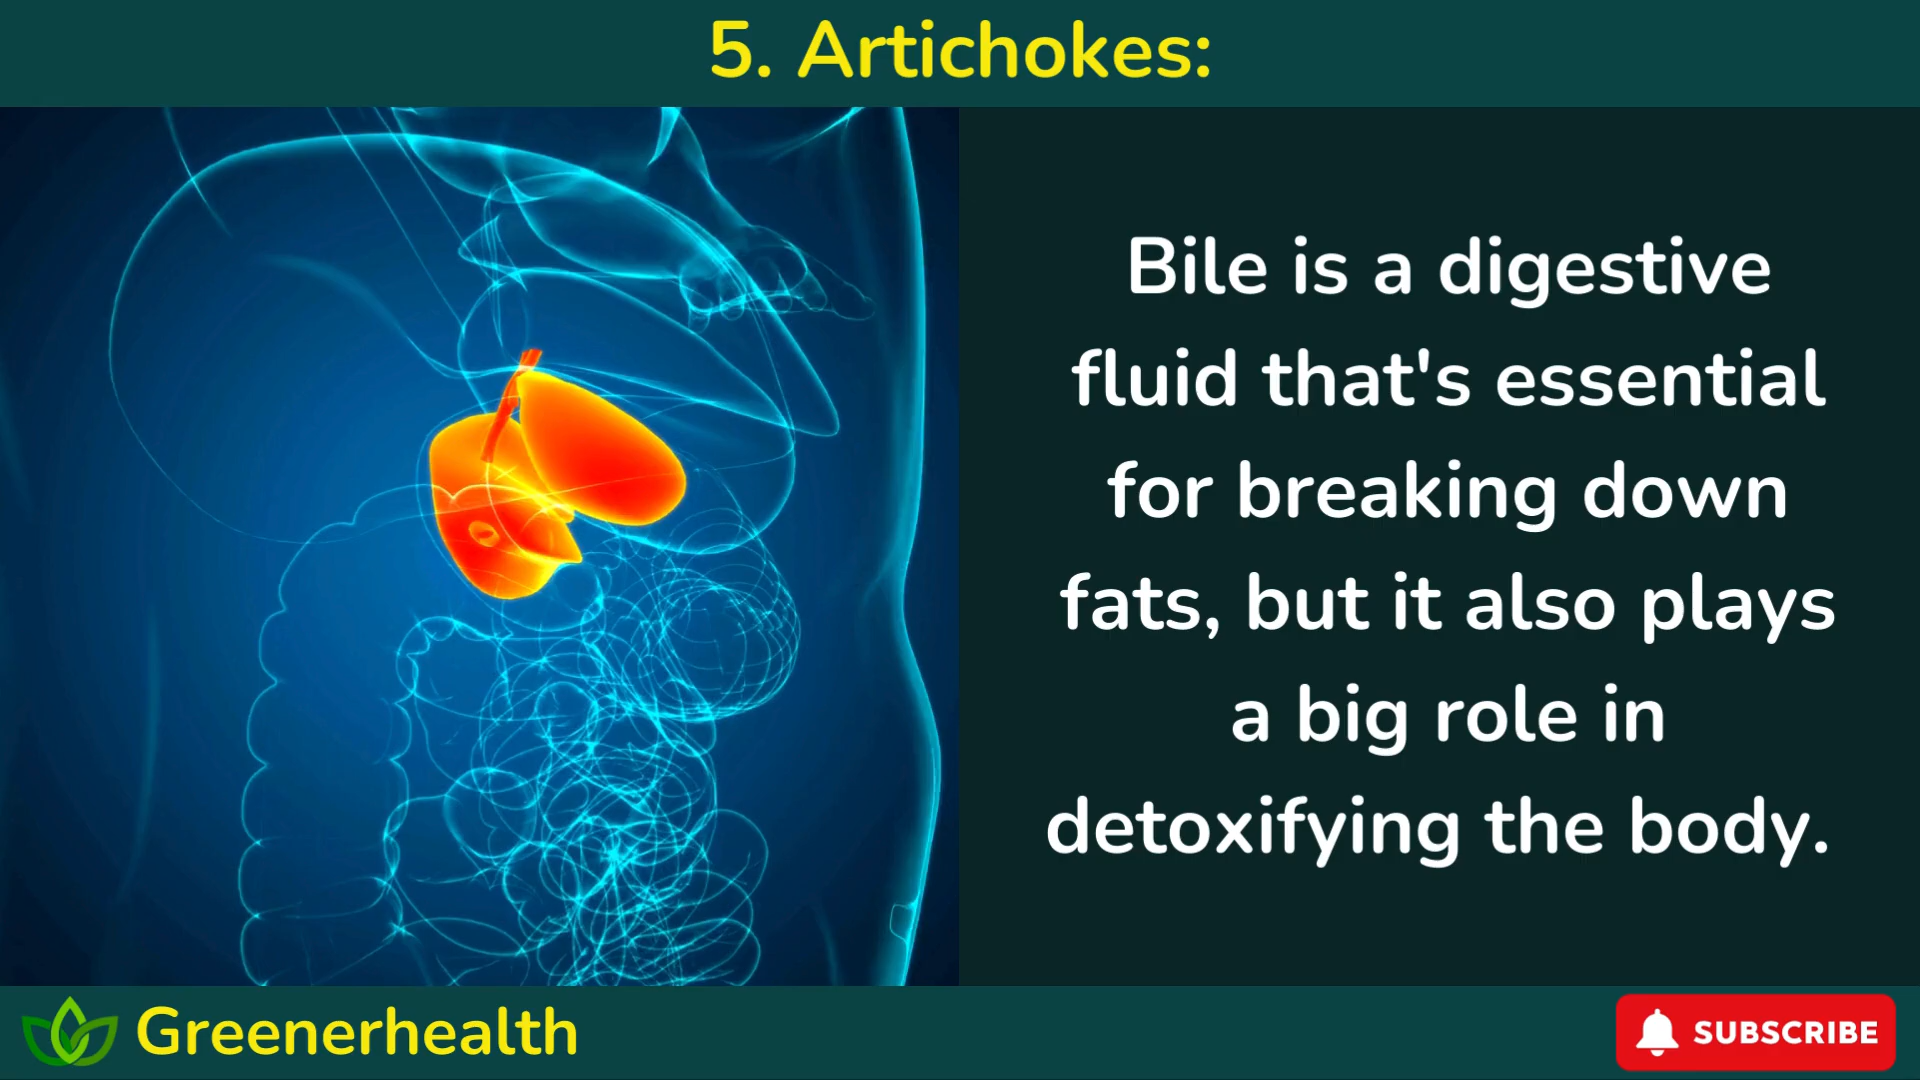 5. Artichokes:
Bile is a digestive
fluid that's essential
for breaking down
fats, but it also plays
a big role in
detoxifying the body.
Greenerhealth
SUBSCRIBE